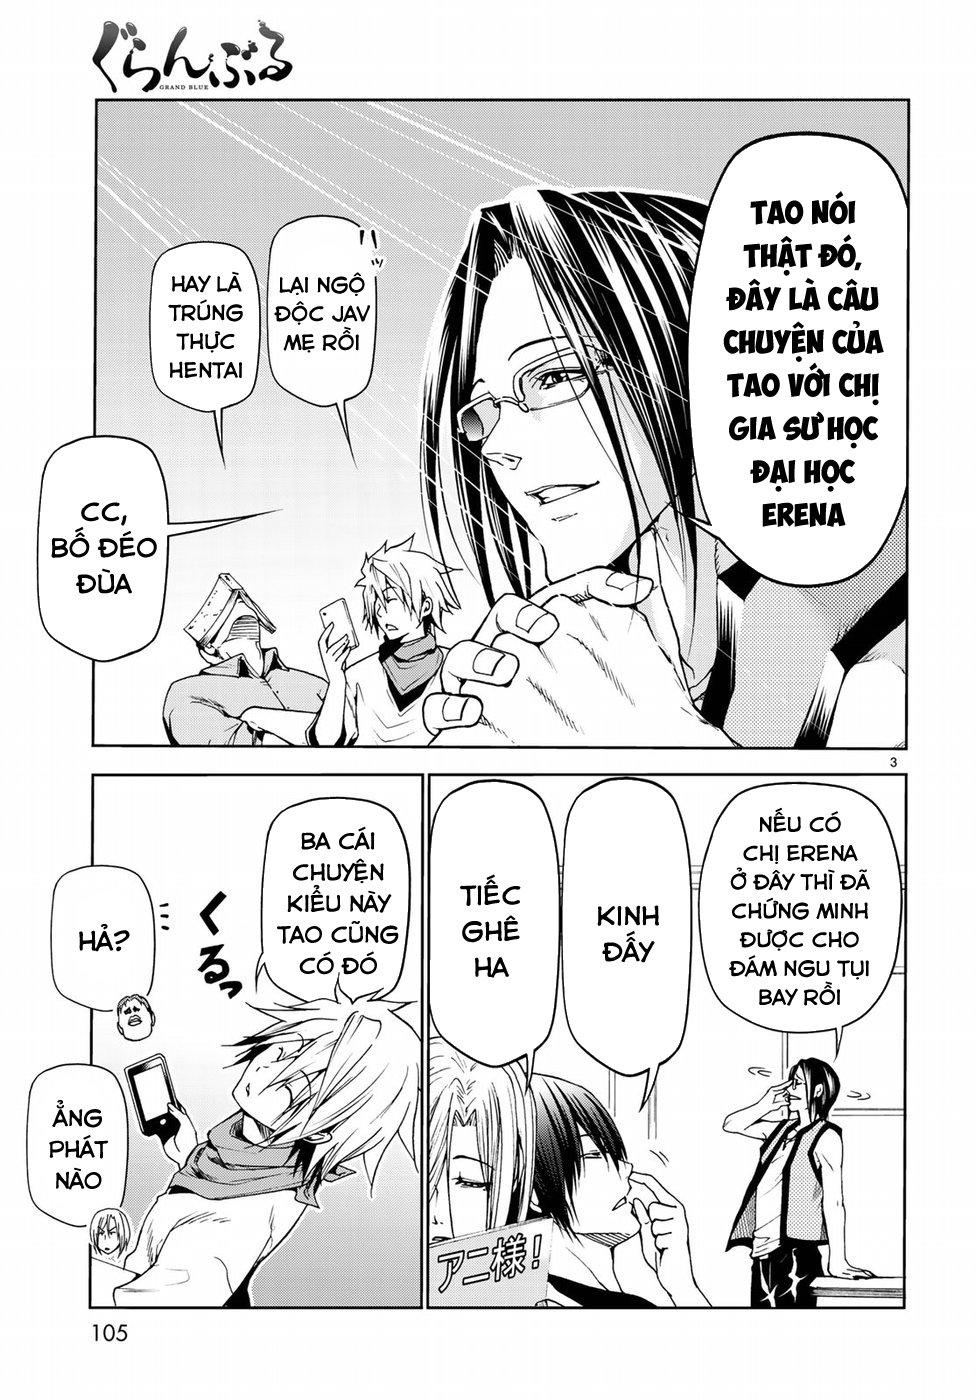 ぐらんぶる
GRAND BLUE
TAO NÓI
THẬT ĐÓ,
ĐÂY LÀ CÂU
CHUYỆN CỦA
TAO VỚI CHỊ
GIA SƯ HỌC
ĐẠI HỌC
ERENA
LẠI NGỘ
ĐỘC JAV
MẸ RỒI
HAY LÀ
TRÚNG
THỰC
HENTAI
CC,
BỐ ĐÉO
ĐÙA
3
NẾU CÓ
CHỊ ERENA
Ở ĐÂY THÌ ĐÃ
CHỨNG MINH
ĐƯỢC CHO
ĐÁM NGU TỤI
BAY RỒI
KINH
ĐẤY
TIẾC
GHÊ
HA
アニ様!
BA CÁI
CHUYỆN
KIỂU NÀY
TAO CŨNG
CÓ ĐÓ
くるっ
HẢ?
ẲNG
PHÁT
NÀO
105